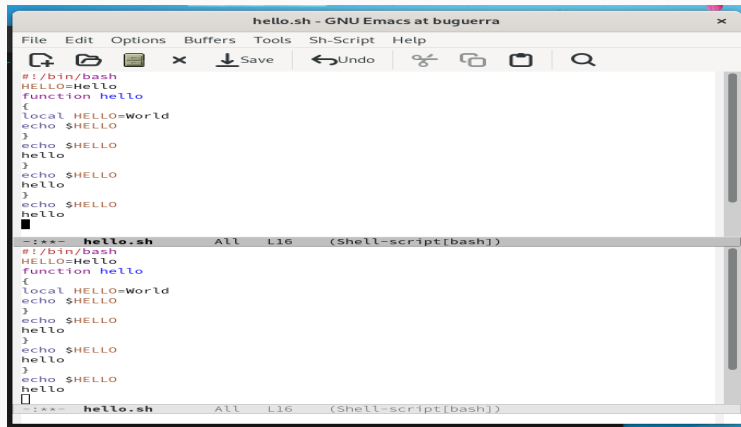 hello.sh - GNU Emacs at buguerra
File Edit Options Buffers Tools Sh-Script Help
Save Undo
#!/bin/bash
HELLO=Hello
function hello
{
local HELLO=World
echo $HELLO
}
echo $HELLO
hello
}
echo $HELLO
hello
}
echo $HELLO
hello
-:**- hello.sh All L16 (Shell-script[bash])
#!/bin/bash
HELLO=Hello
function hello
{
local HELLO=World
echo $HELLO
}
echo $HELLO
hello
}
echo $HELLO
hello
}
echo $HELLO
hello
-:**- hello.sh All L16 (Shell-script[bash])